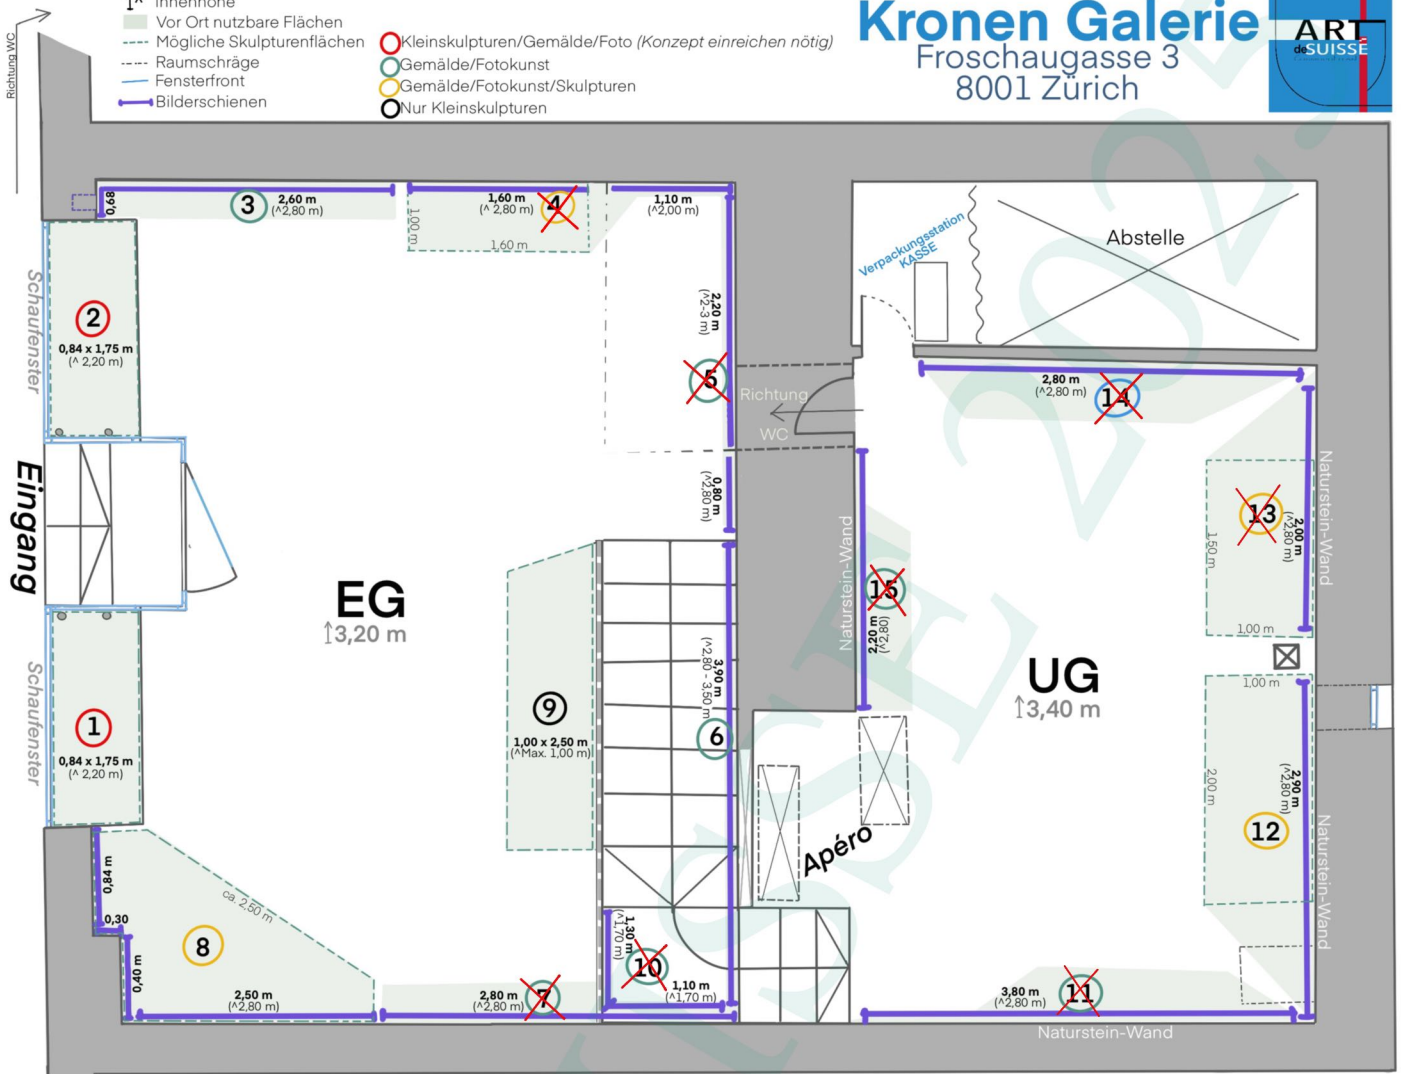 Innenhöhe
Vor Ort nutzbare Flächen
Mögliche Skulpturenflächen
Raumschräge
Fensterfront
Bilderschienen
Kleinskulpturen/Gemälde/Foto (Konzept einreichen nötig)
Gemälde/Fotokunst
Gemälde/Fotokunst/Skulpturen
Nur Kleinskulpturen
Kronen Galerie
Froschaugasse 3
8001 Zürich
ART
deSUISSE
Richtung WC
0,68
3
2,60 m
(^2,80 m)
1,60 m
(^ 2,80 m)
4
1,00 m
1,60 m
1,10 m
(^2,00 m)
Verpackungsstation
KASSE
Abstelle
Schaufenster
2
0,84 x 1,75 m
(^ 2,20 m)
2,20 m
(^2-3 m)
5
Richtung
WC
2,80 m
(^2,80 m)
14
Eingang
0,80 m
(^2,80 m)
Naturstein-Wand
13
2,00 m
(^2,80 m)
1,50 m
1,00 m
Naturstein-Wand
15
2,20 m
(^2,80)
EG
3,20 m
UG
3,40 m
Schaufenster
1
0,84 x 1,75 m
(^ 2,20 m)
9
1,00 x 2,50 m
(^Max. 1,00 m)
3,90 m
(^2,80 - 3,50 m)
6
1,00 m
2,00 m
2,90 m
(^2,80 m)
12
Naturstein-Wand
Apéro
0,84 m
0,30
0,40 m
ca. 2,50 m
8
2,50 m
(^2,80 m)
2,80 m
(^2,80 m)
7
1,30 m
(^1,70 m)
10
1,10 m
(^1,70 m)
3,80 m
(^2,80 m)
11
Naturstein-Wand